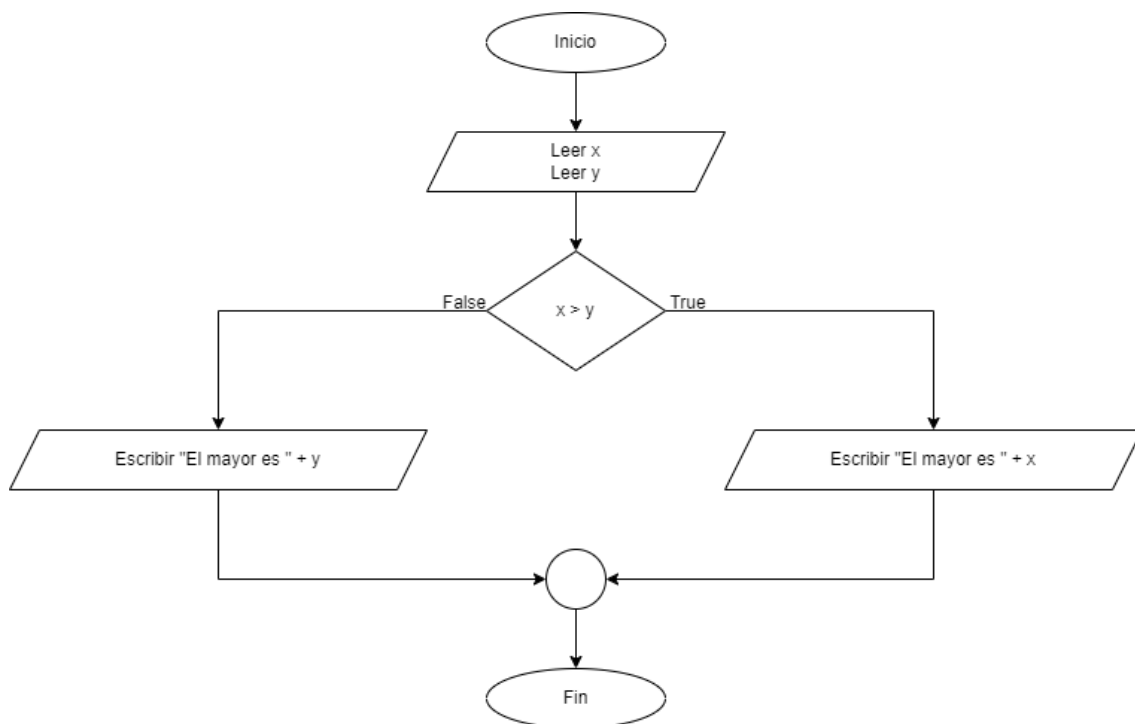 Inicio
Leer x
Leer y
False
x > y
True
Escribir "El mayor es " + y
Escribir "El mayor es " + x
Fin